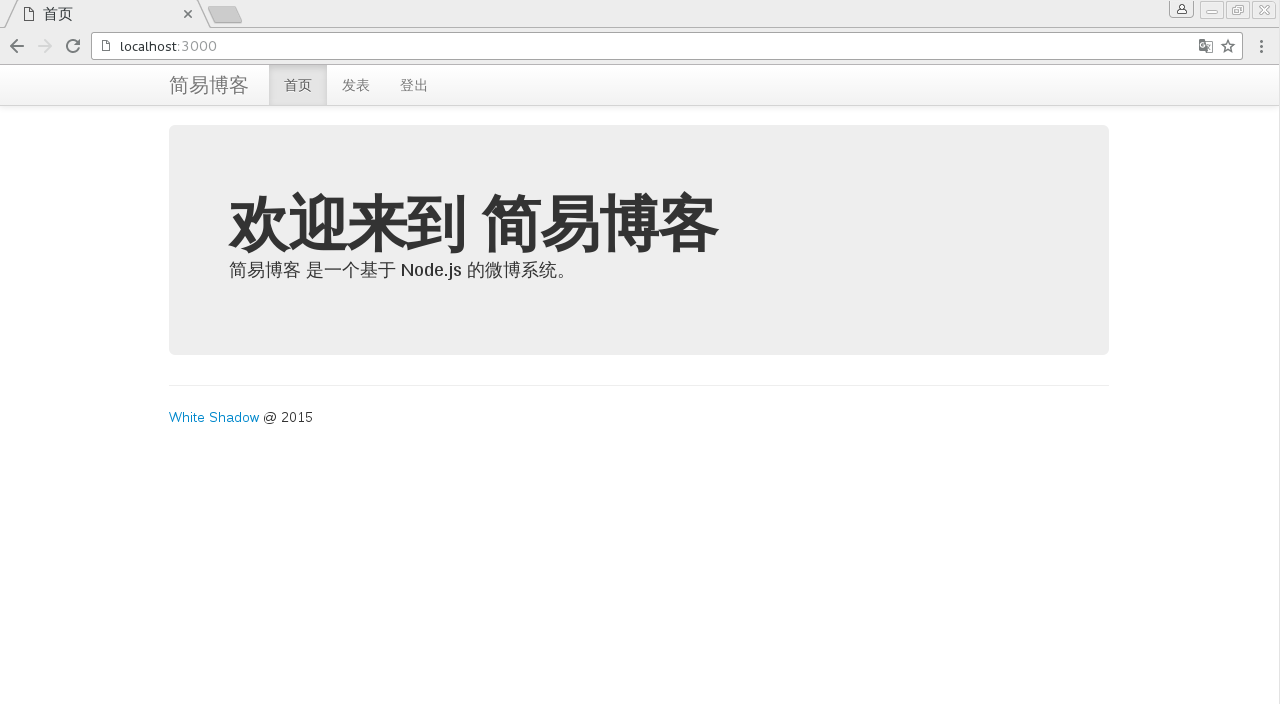 首页
localhost:3000
简易博客 首页 发表 登出
欢迎来到 简易博客
简易博客 是一个基于 Node.js 的微博系统。
White Shadow @ 2015